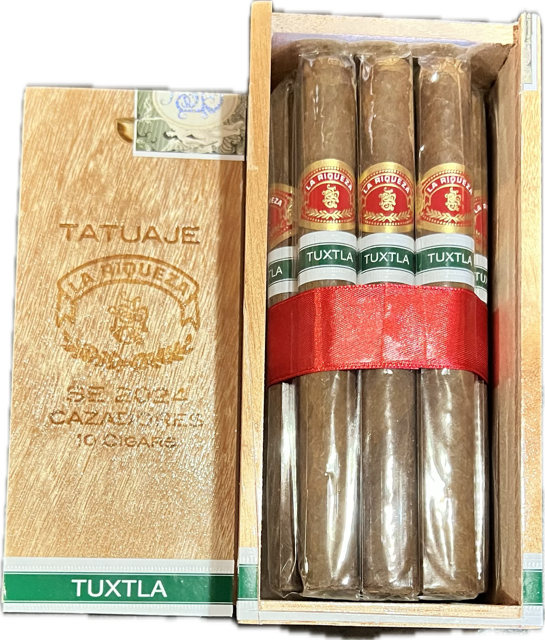 TATUAJE
LA RIQUEZA
SE 2024
CAZADORES
10 CIGARS
TUXTLA
LA RIQUEZA
LA RIQUEZA
LA RIQUEZA
TUXTLA
TUXTLA
TUXTLA